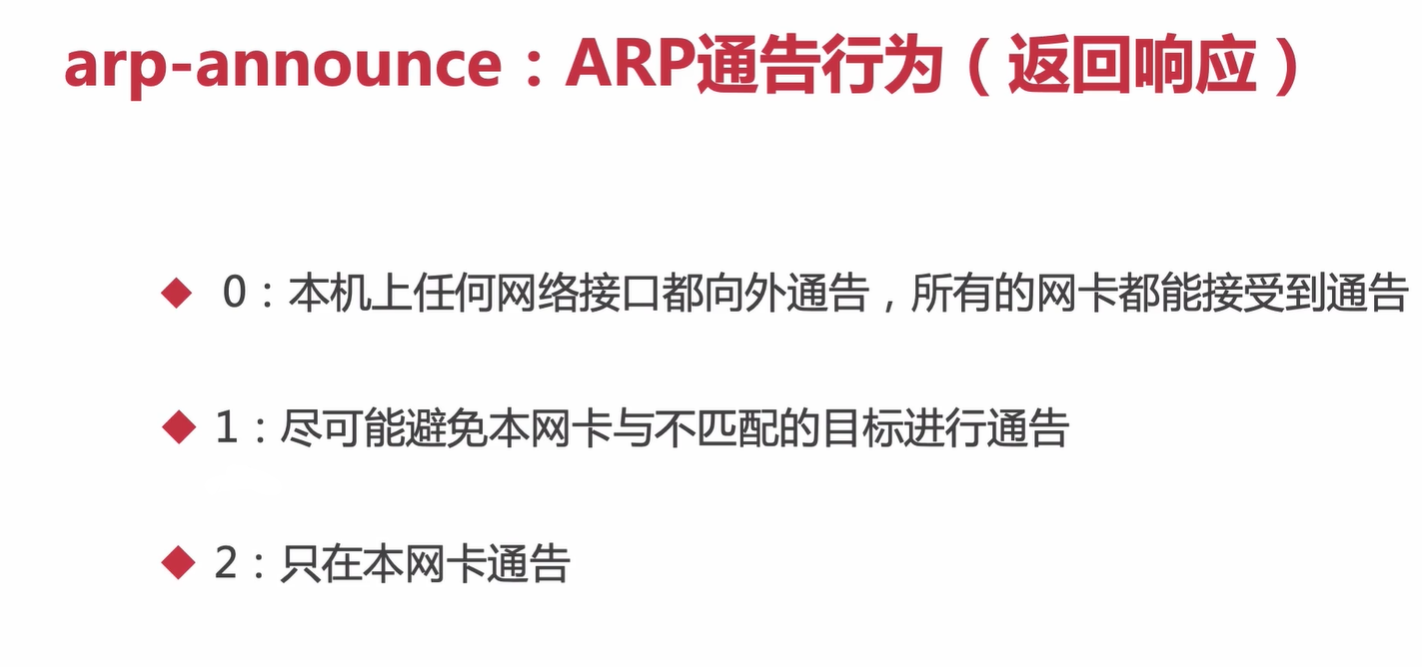 arp-announce：ARP通告行为（返回响应）
0：本机上任何网络接口都向外通告，所有的网卡都能接受到通告
1：尽可能避免本网卡与不匹配的目标进行通告
2：只在本网卡通告